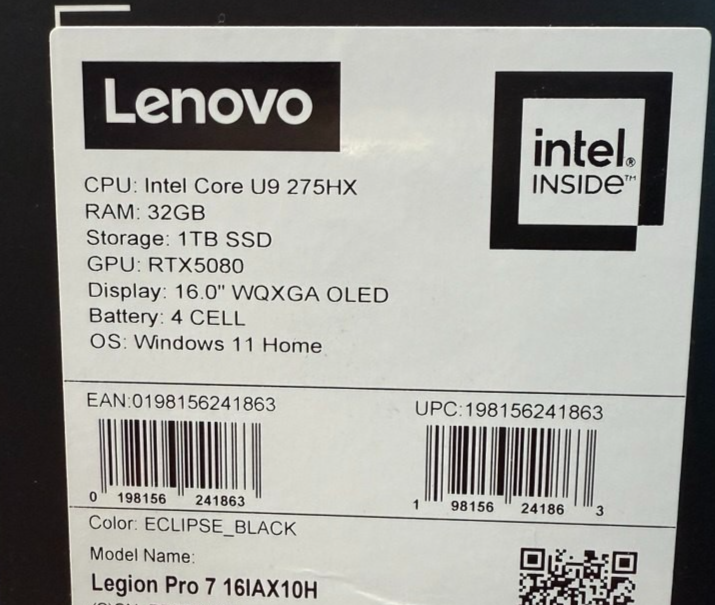 Lenovo
intel®
INSIDE™
CPU: Intel Core U9 275HX
RAM: 32GB
Storage: 1TB SSD
GPU: RTX5080
Display: 16.0" WQXGA OLED
Battery: 4 CELL
OS: Windows 11 Home
EAN:0198156241863
UPC:198156241863
0 198156 241863
1 98156 24186 3
Color: ECLIPSE_BLACK
Model Name:
Legion Pro 7 16IAX10H